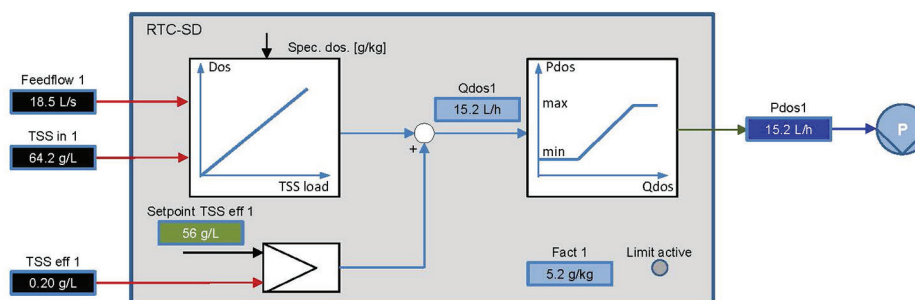 RTC-SD
Spec. dos. [g/kg]
Feedflow 1
18.5 L/s
TSS in 1
64.2 g/L
Dos
TSS load
Qdos1
15.2 L/h
+
Pdos
max
min
Qdos
Pdos1
15.2 L/h
P
Setpoint TSS eff 1
56 g/L
TSS eff 1
0.20 g/L
Fact 1
5.2 g/kg
Limit active